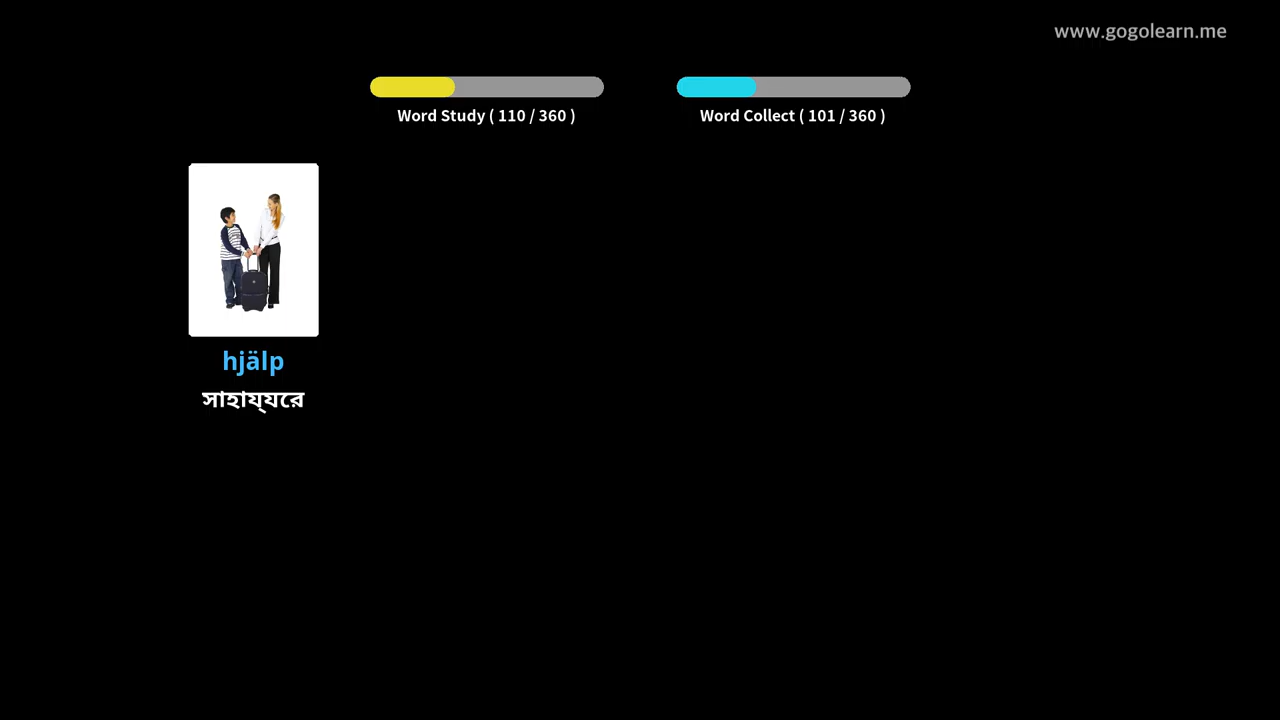 www.gogolearn.me
Word Study ( 110 / 360 )
Word Collect ( 101 / 360 )
hjälp
সাহায্যরে